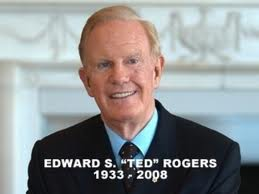 EDWARD S. “TED” ROGERS
1933 - 2008